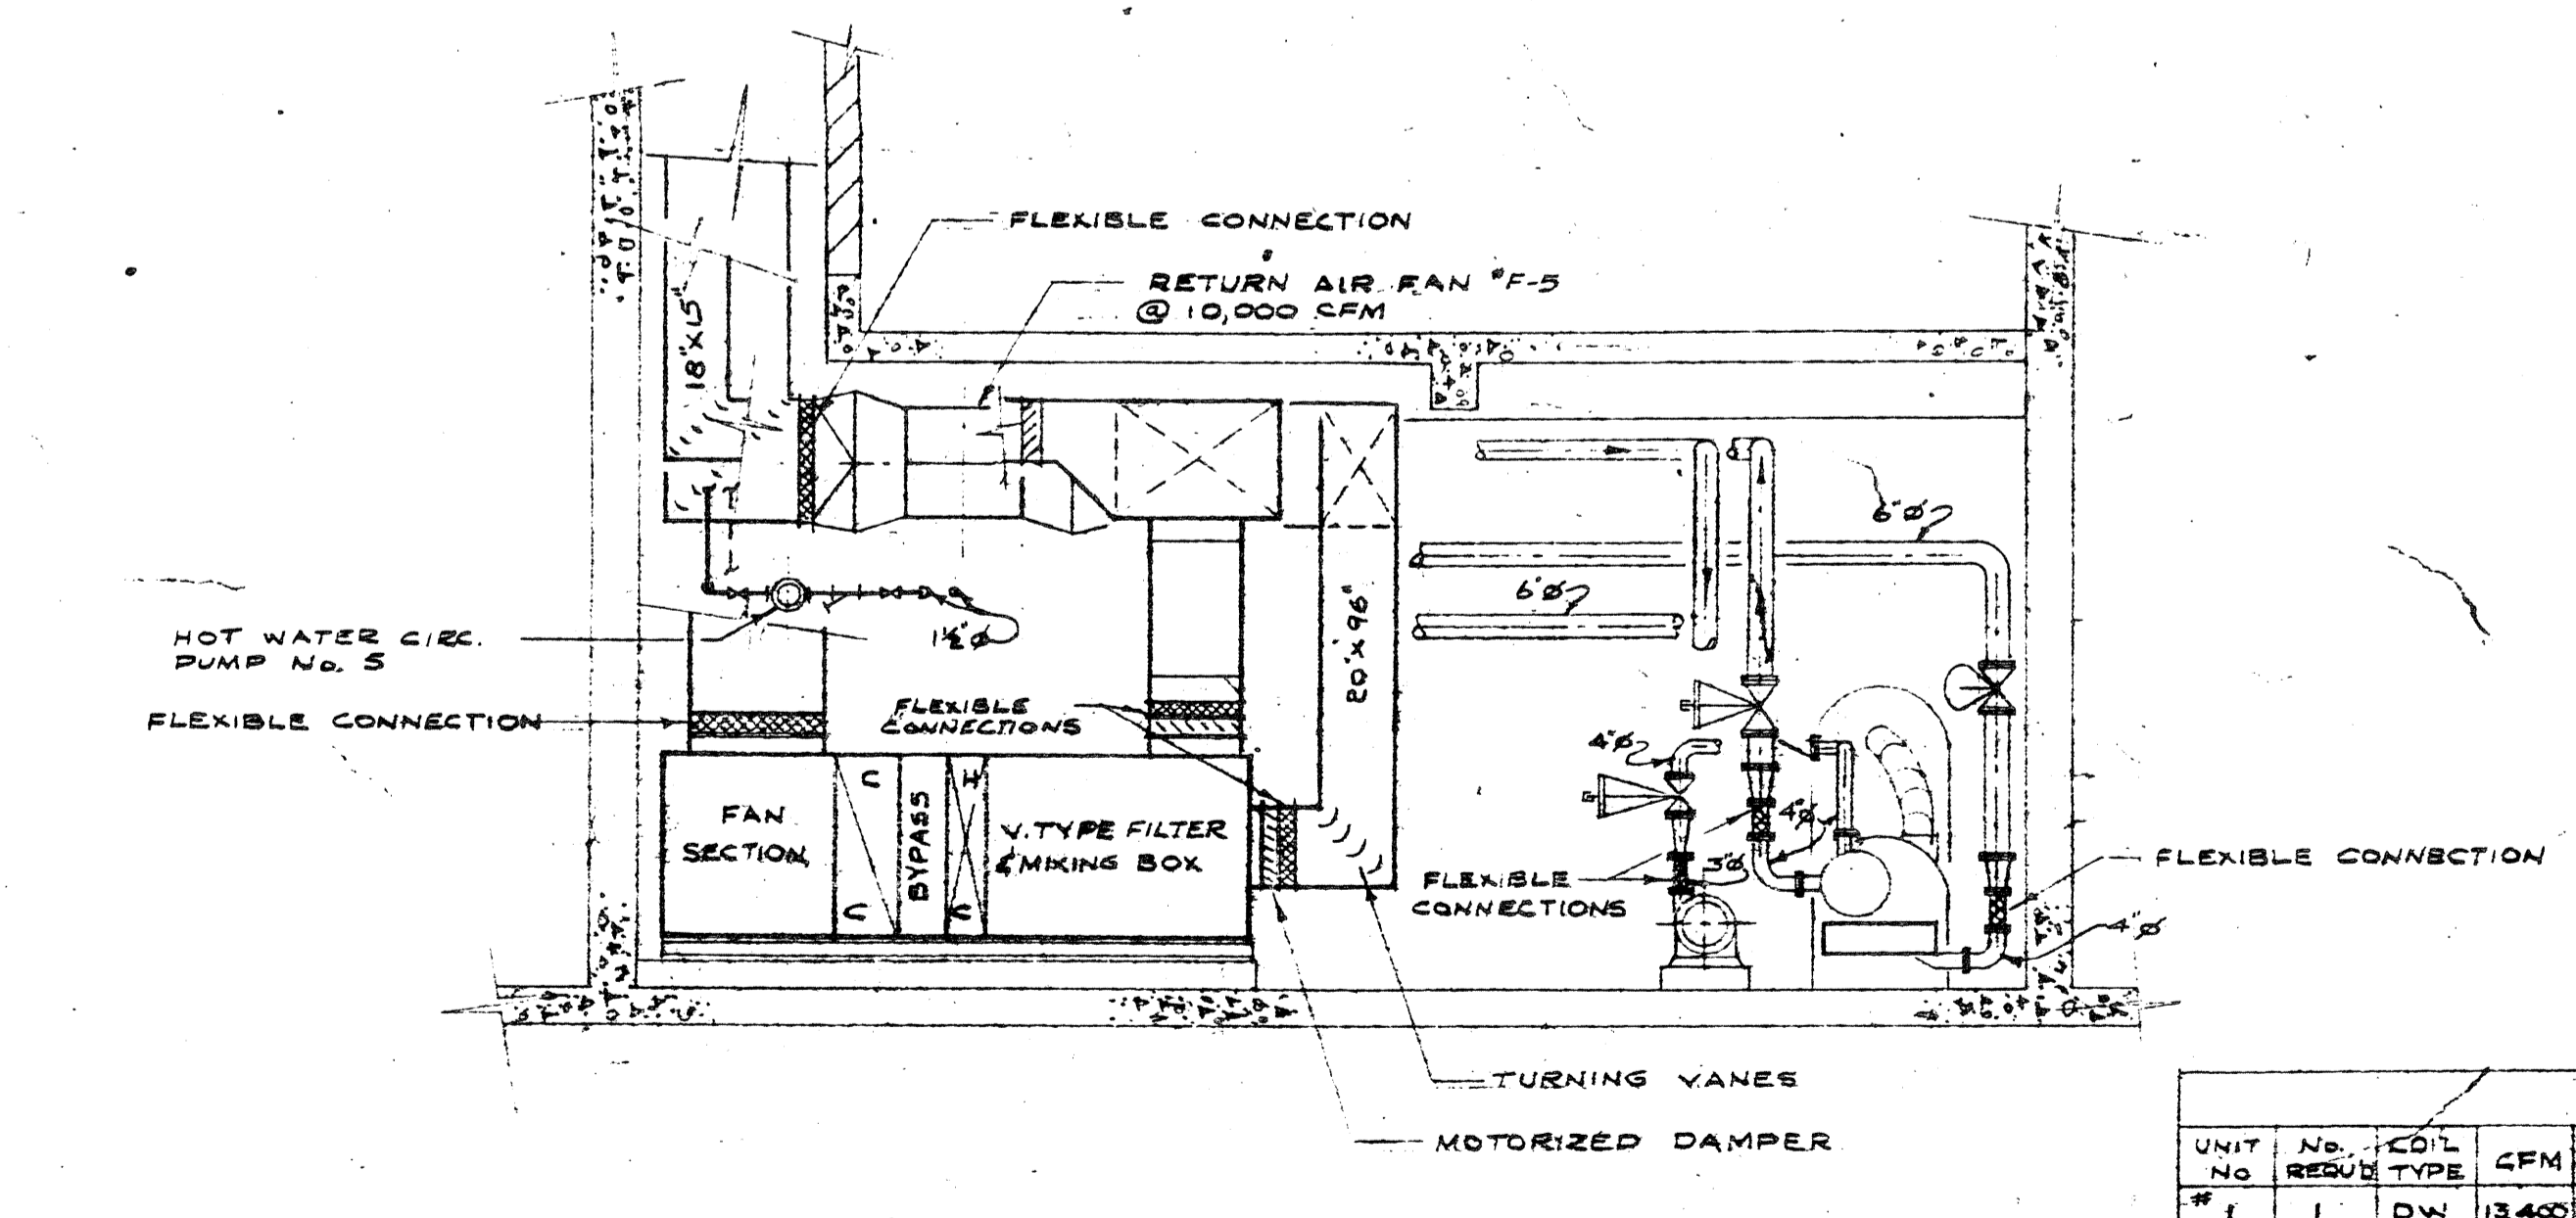 FLEXIBLE CONNECTION
RETURN AIR FAN #F-5
@ 10,000 CFM
18"X15"
6"Ø
6"Ø
20"X96"
HOT WATER CIRC.
PUMP No. 5
1½"Ø
FLEXIBLE CONNECTION
FLEXIBLE
CONNECTIONS
4"Ø
4"Ø
3"Ø
FAN
SECTION
C
C
BYPASS
H
C
V. TYPE FILTER
& MIXING BOX
FLEXIBLE
CONNECTIONS
FLEXIBLE CONNECTION
4"Ø
TURNING VANES
MOTORIZED DAMPER
UNIT
No
No.
REQU'D
COIL
TYPE
CFM
# 1
1
DW
13400